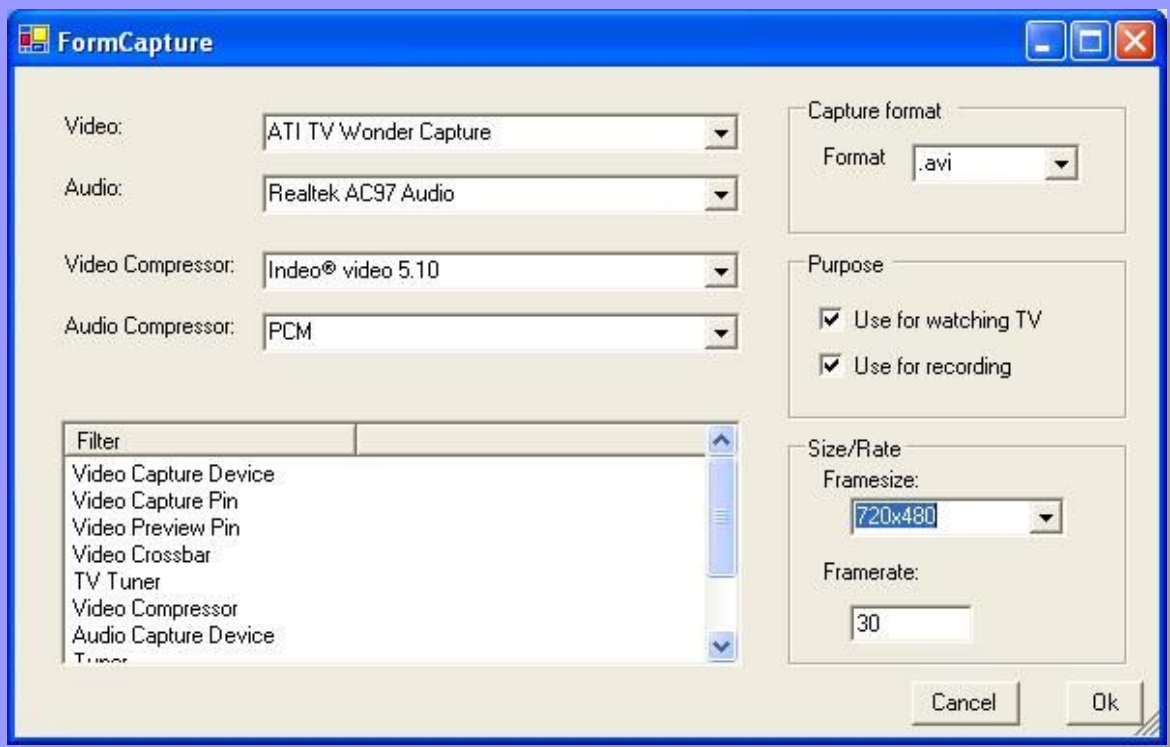 FormCapture
Video:
ATI TV Wonder Capture
Audio:
Realtek AC97 Audio
Video Compressor:
Indeo® video 5.10
Audio Compressor:
PCM
Filter
Video Capture Device
Video Capture Pin
Video Preview Pin
Video Crossbar
TV Tuner
Video Compressor
Audio Capture Device
Tuner
Capture format
Format
.avi
Purpose
Use for watching TV
Use for recording
Size/Rate
Framesize:
720x480
Framerate:
30
Cancel
Ok